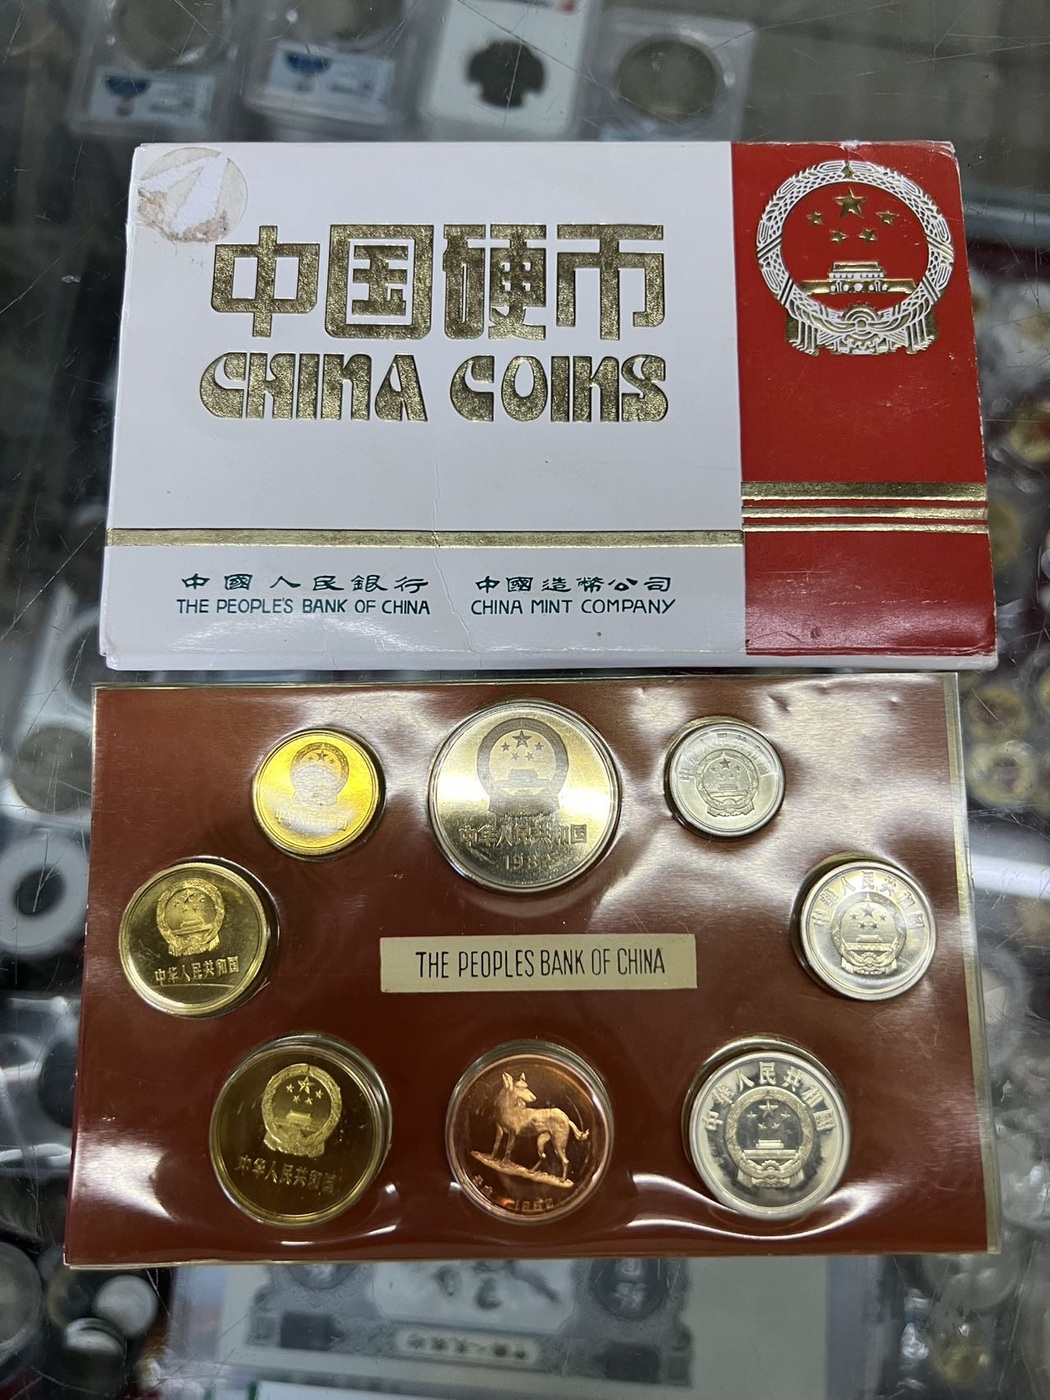 中国硬币
CHINA COINS
中國人民銀行 中國造幣公司
THE PEOPLE'S BANK OF CHINA CHINA MINT COMPANY
中华人民共和国
198
中华人民共和国
中华人民共和国
THE PEOPLES BANK OF CHINA
中华人民共和国
中华人民共和国
1982